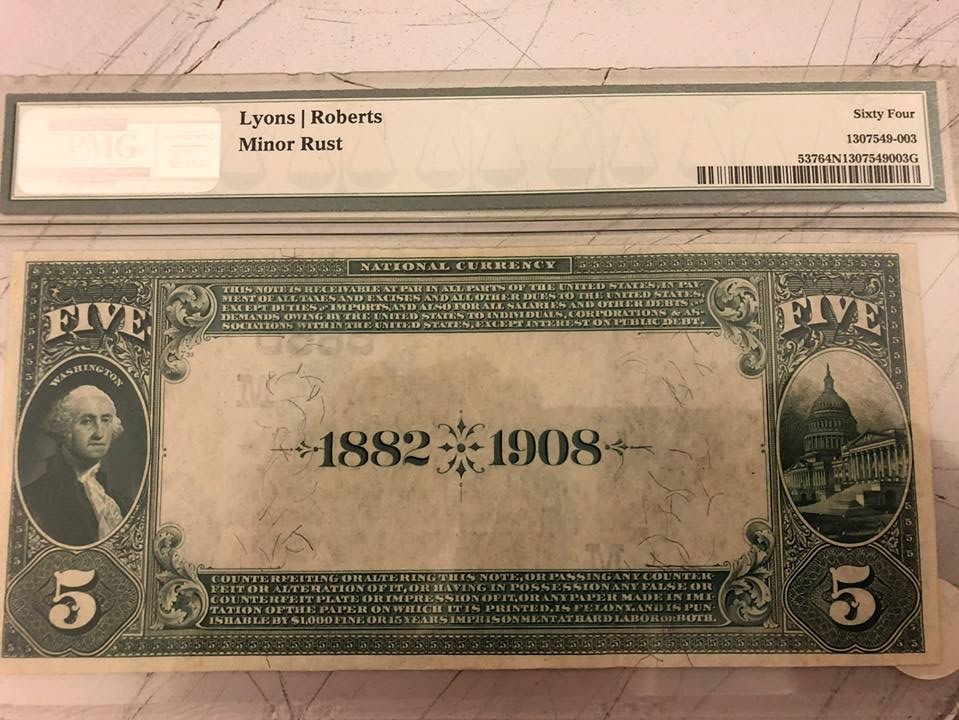 PMG
Lyons | Roberts
Minor Rust
Sixty Four
1307549-003
53764N1307549003G
NATIONAL CURRENCY
THIS NOTE IS RECEIVABLE AT PAR IN ALL PARTS OF THE UNITED STATES, IN PAY-
MENT OF ALL TAXES AND EXCISES AND ALL OTHER DUES TO THE UNITED STATES,
EXCEPT DUTIES ON IMPORTS, AND ALSO FOR ALL SALARIES AND OTHER DEBTS &
DEMANDS OWING BY THE UNITED STATES TO INDIVIDUALS, CORPORATIONS & AS-
SOCIATIONS WITHIN THE UNITED STATES, EXCEPT INTEREST ON PUBLIC DEBT.
FIVE
FIVE
WASHINGTON
M
1882 1908
M
5
5
COUNTERFEITING OR ALTERING THIS NOTE, OR PASSING ANY COUNTER-
FEIT OR ALTERATION OF IT, OR HAVING IN POSSESSION ANY FALSE OR
COUNTERFEIT PLATE OR IMPRESSION OF IT, OR ANY PAPER MADE IN IMI-
TATION OF THE PAPER ON WHICH IT IS PRINTED, IS FELONY, AND IS PUN-
ISHABLE BY $1,000 FINE OR 15 YEARS IMPRISONMENT AT HARD LABOR OR BOTH.